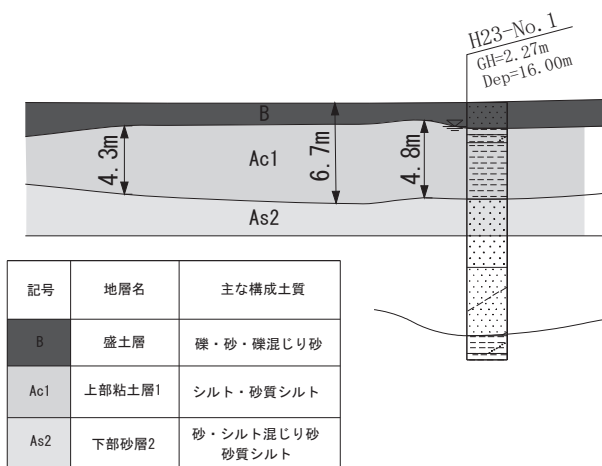 H23-No.1
GH=2.27m
Dep=16.00m
B
4.3m
Ac1
6.7m
4.8m
As2
記号 地層名 主な構成土質
B 盛土層 礫・砂・礫混じり砂
Ac1 上部粘土層1 シルト・砂質シルト
As2 下部砂層2 砂・シルト混じり砂
砂質シルト